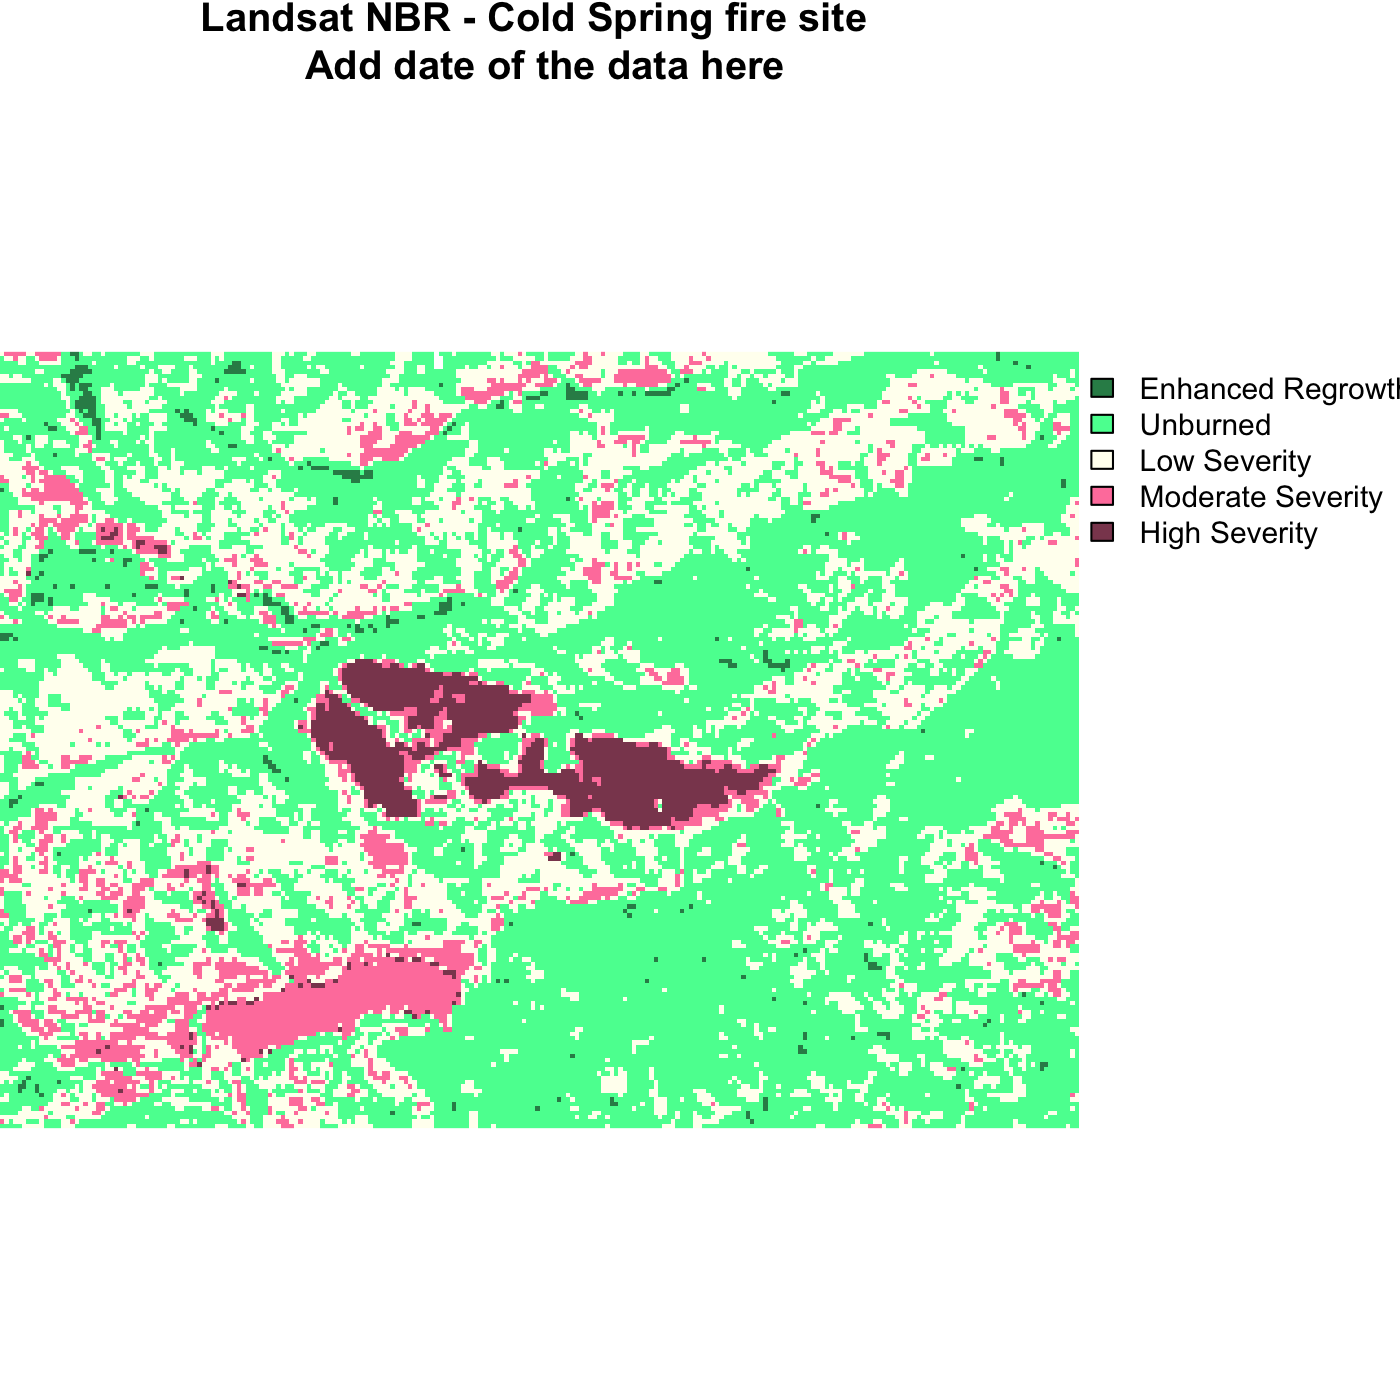 Landsat NBR - Cold Spring fire site
Add date of the data here
Enhanced Regrowth
Unburned
Low Severity
Moderate Severity
High Severity